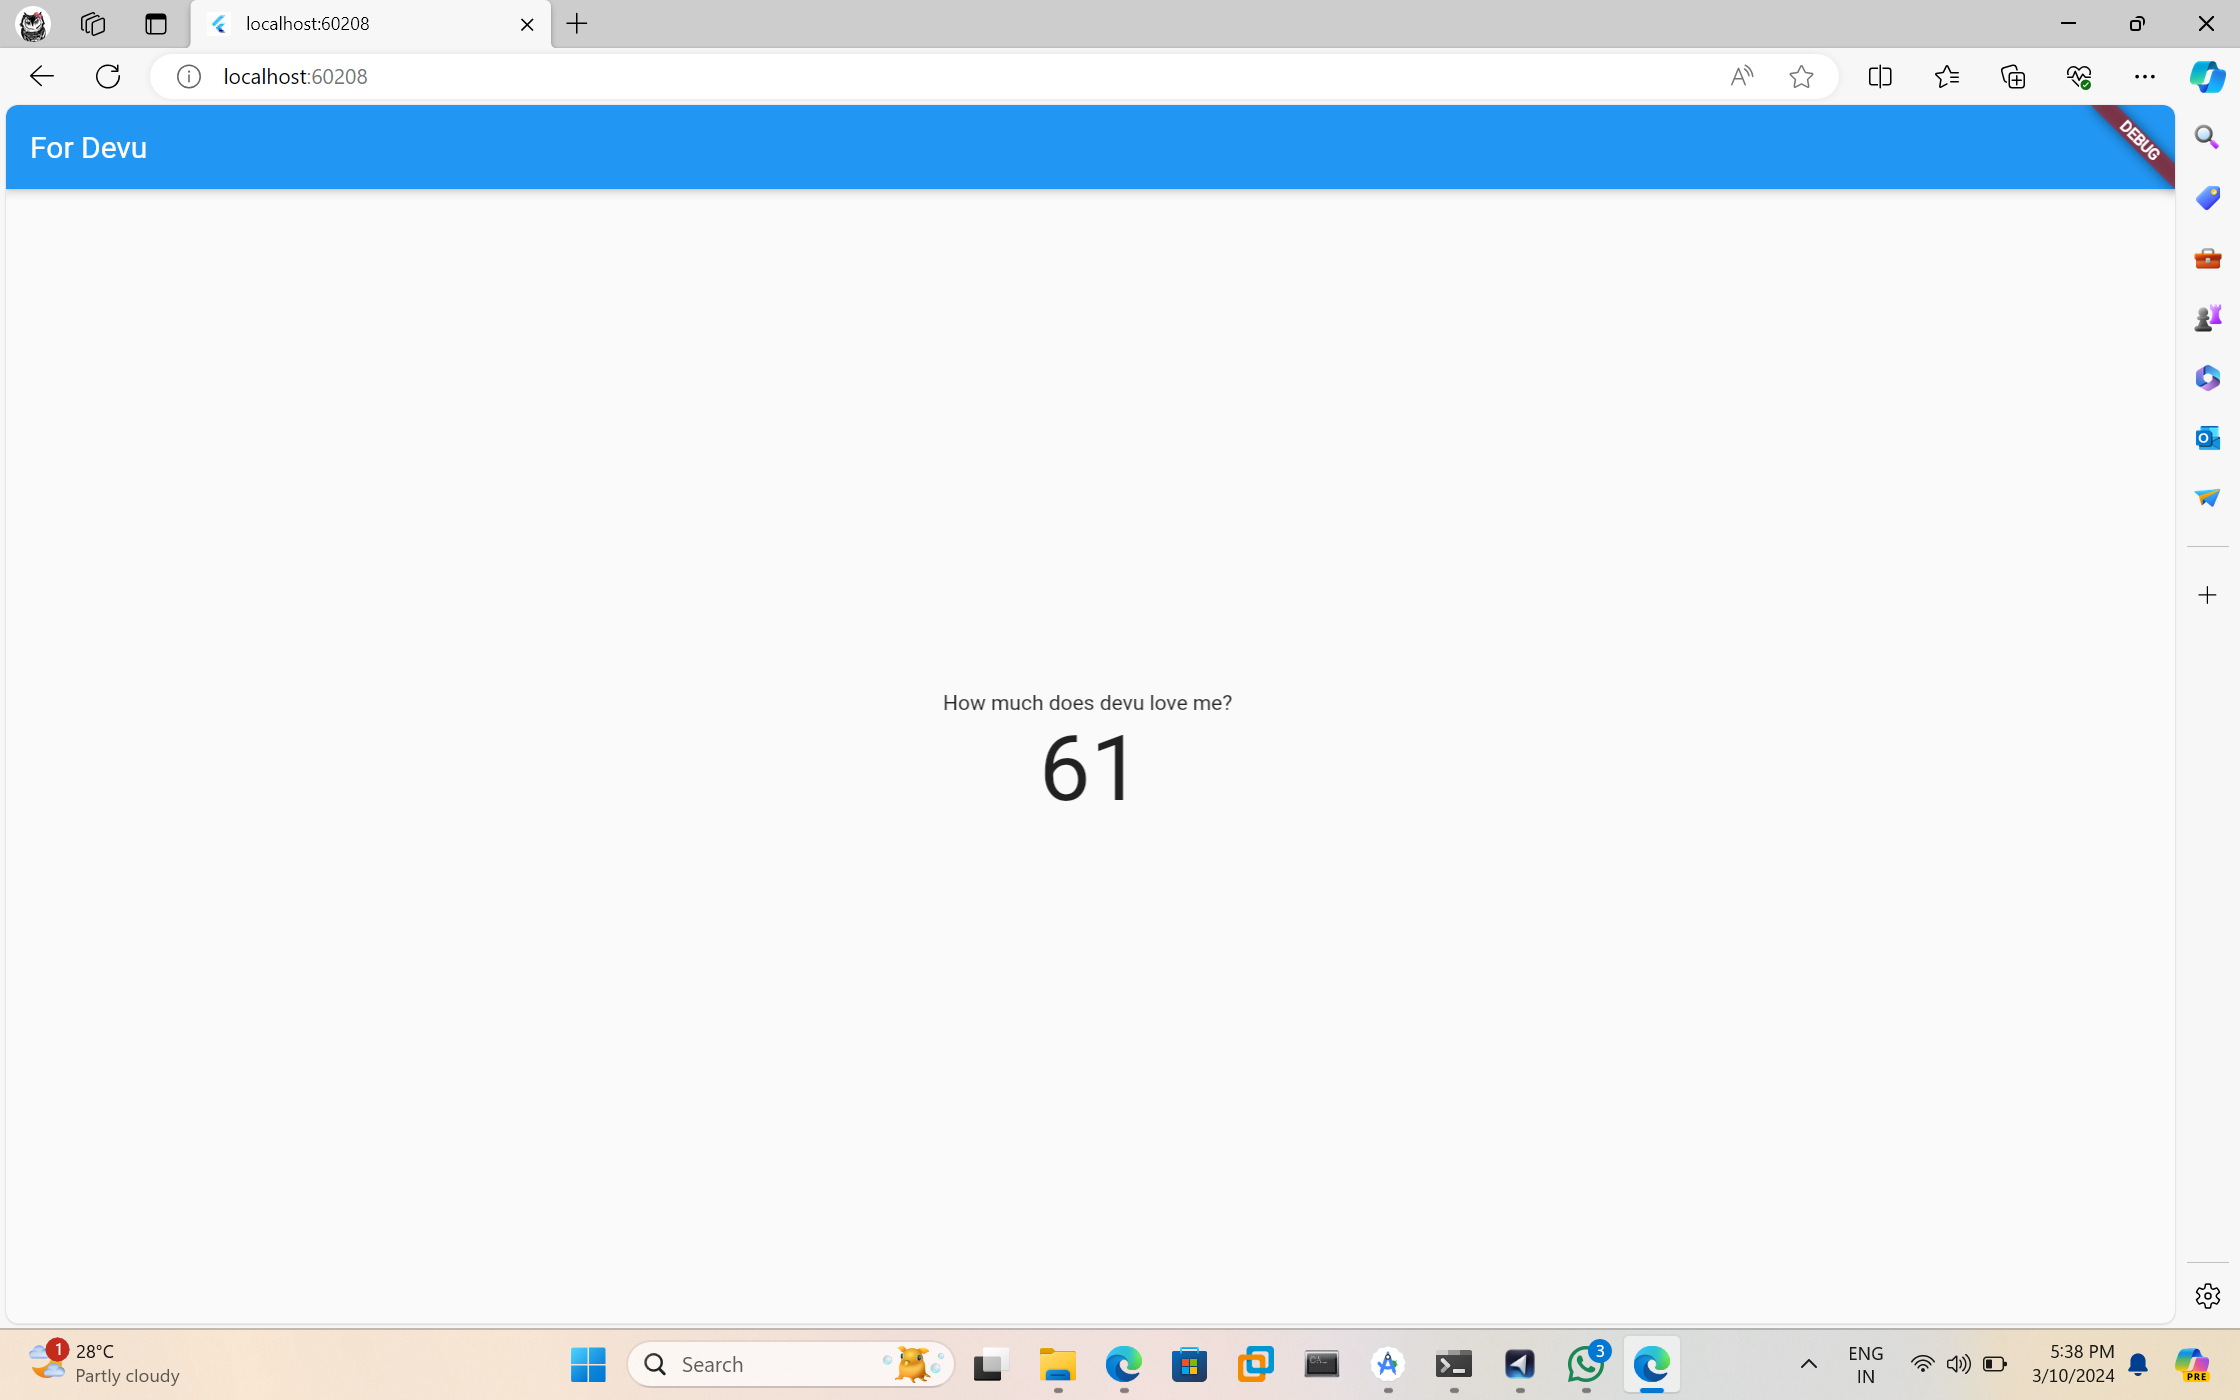 localhost:60208
localhost:60208
For Devu
DEBUG
How much does devu love me?
61
1
28°C
Partly cloudy
Search
3
ENG
IN
5:38 PM
3/10/2024
PRE